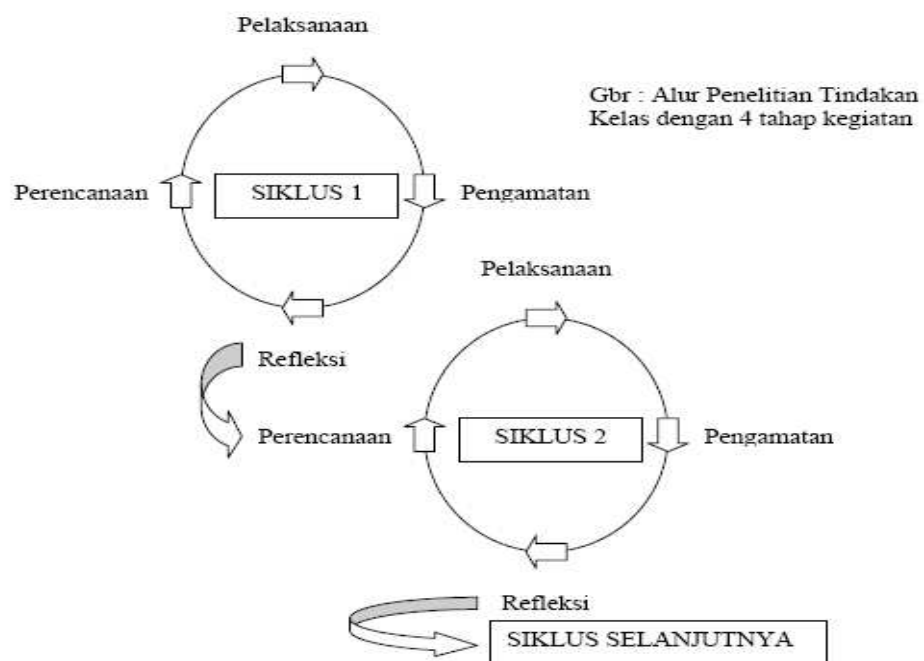 Pelaksanaan
Gbr : Alur Penelitian Tindakan
Kelas dengan 4 tahap kegiatan
Perencanaan
SIKLUS 1
Pengamatan
Pelaksanaan
Refleksi
Perencanaan
SIKLUS 2
Pengamatan
Refleksi
SIKLUS SELANJUTNYA